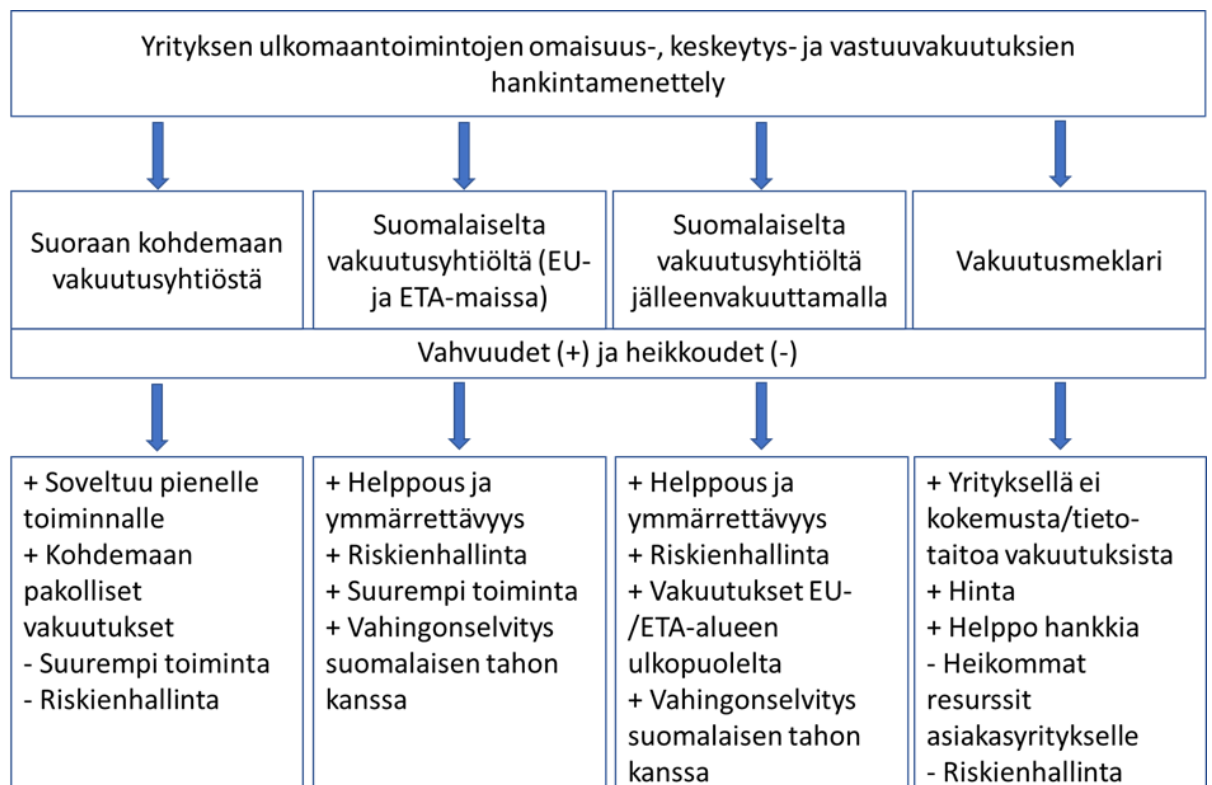 Yrityksen ulkomaantoimintojen omaisuus-, keskeytys- ja vastuuvakuutuksien
hankintamenettely
Suoraan kohdemaan
vakuutusyhtiöstä
Suomalaiselta
vakuutusyhtiöltä (EU-
ja ETA-maissa)
Suomalaiselta
vakuutusyhtiöltä
jälleenvakuuttamalla
Vakuutusmeklari
Vahvuudet (+) ja heikkoudet (-)
+ Soveltuu pienelle
toiminnalle
+ Kohdemaan
pakolliset
vakuutukset
- Suurempi toiminta
- Riskienhallinta
+ Helppous ja
ymmärrettävyys
+ Riskienhallinta
+ Suurempi toiminta
+ Vahingonselvitys
suomalaisen tahon
kanssa
+ Helppous ja
ymmärrettävyys
+ Riskienhallinta
+ Vakuutukset EU-
/ETA-alueen
ulkopuolelta
+ Vahingonselvitys
suomalaisen tahon
kanssa
+ Yrityksellä ei
kokemusta/tieto-
taitoa vakuutuksista
+ Hinta
+ Helppo hankkia
- Heikommat
resurssit
asiakasyritykselle
- Riskienhallinta